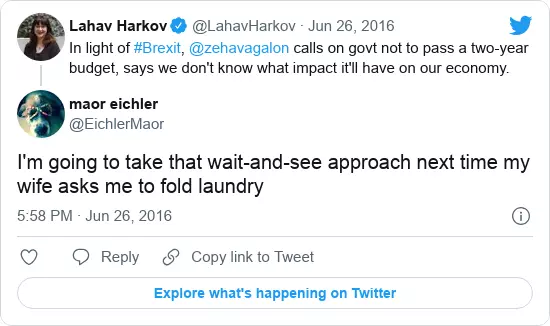 Lahav Harkov @LahavHarkov · Jun 26, 2016
In light of #Brexit, @zehavagalon calls on govt not to pass a two-year
budget, says we don't know what impact it'll have on our economy.
maor eichler
@EichlerMaor
I'm going to take that wait-and-see approach next time my
wife asks me to fold laundry
5:58 PM · Jun 26, 2016
Reply Copy link to Tweet
Explore what's happening on Twitter